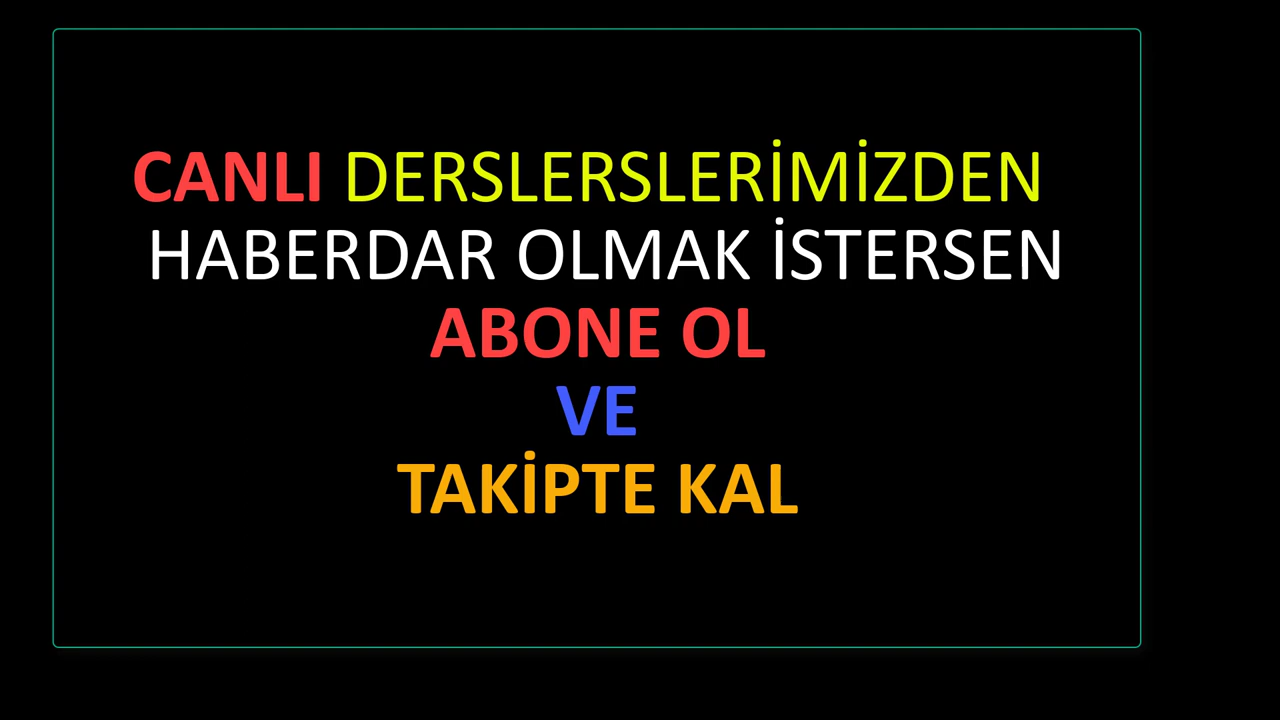 CANLI DERSLERSLERİMİZDEN
HABERDAR OLMAK İSTERSEN
ABONE OL
VE
TAKİPTE KAL